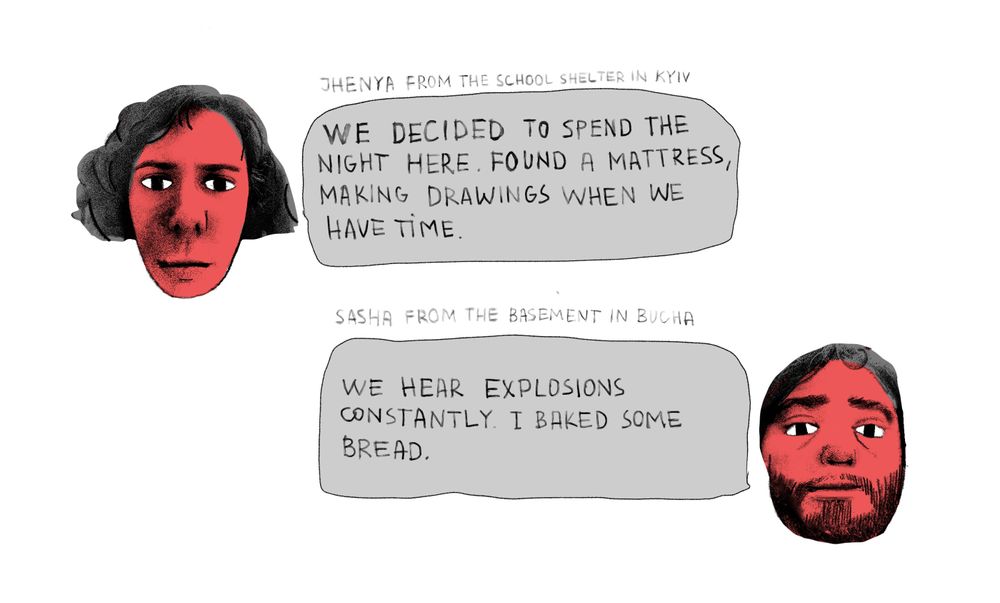 JHENYA FROM THE SCHOOL SHELTER IN KYIV
WE DECIDED TO SPEND THE
NIGHT HERE. FOUND A MATTRESS,
MAKING DRAWINGS WHEN WE
HAVE TIME.
SASHA FROM THE BASEMENT IN BUCHA
WE HEAR EXPLOSIONS
CONSTANTLY. I BAKED SOME
BREAD.